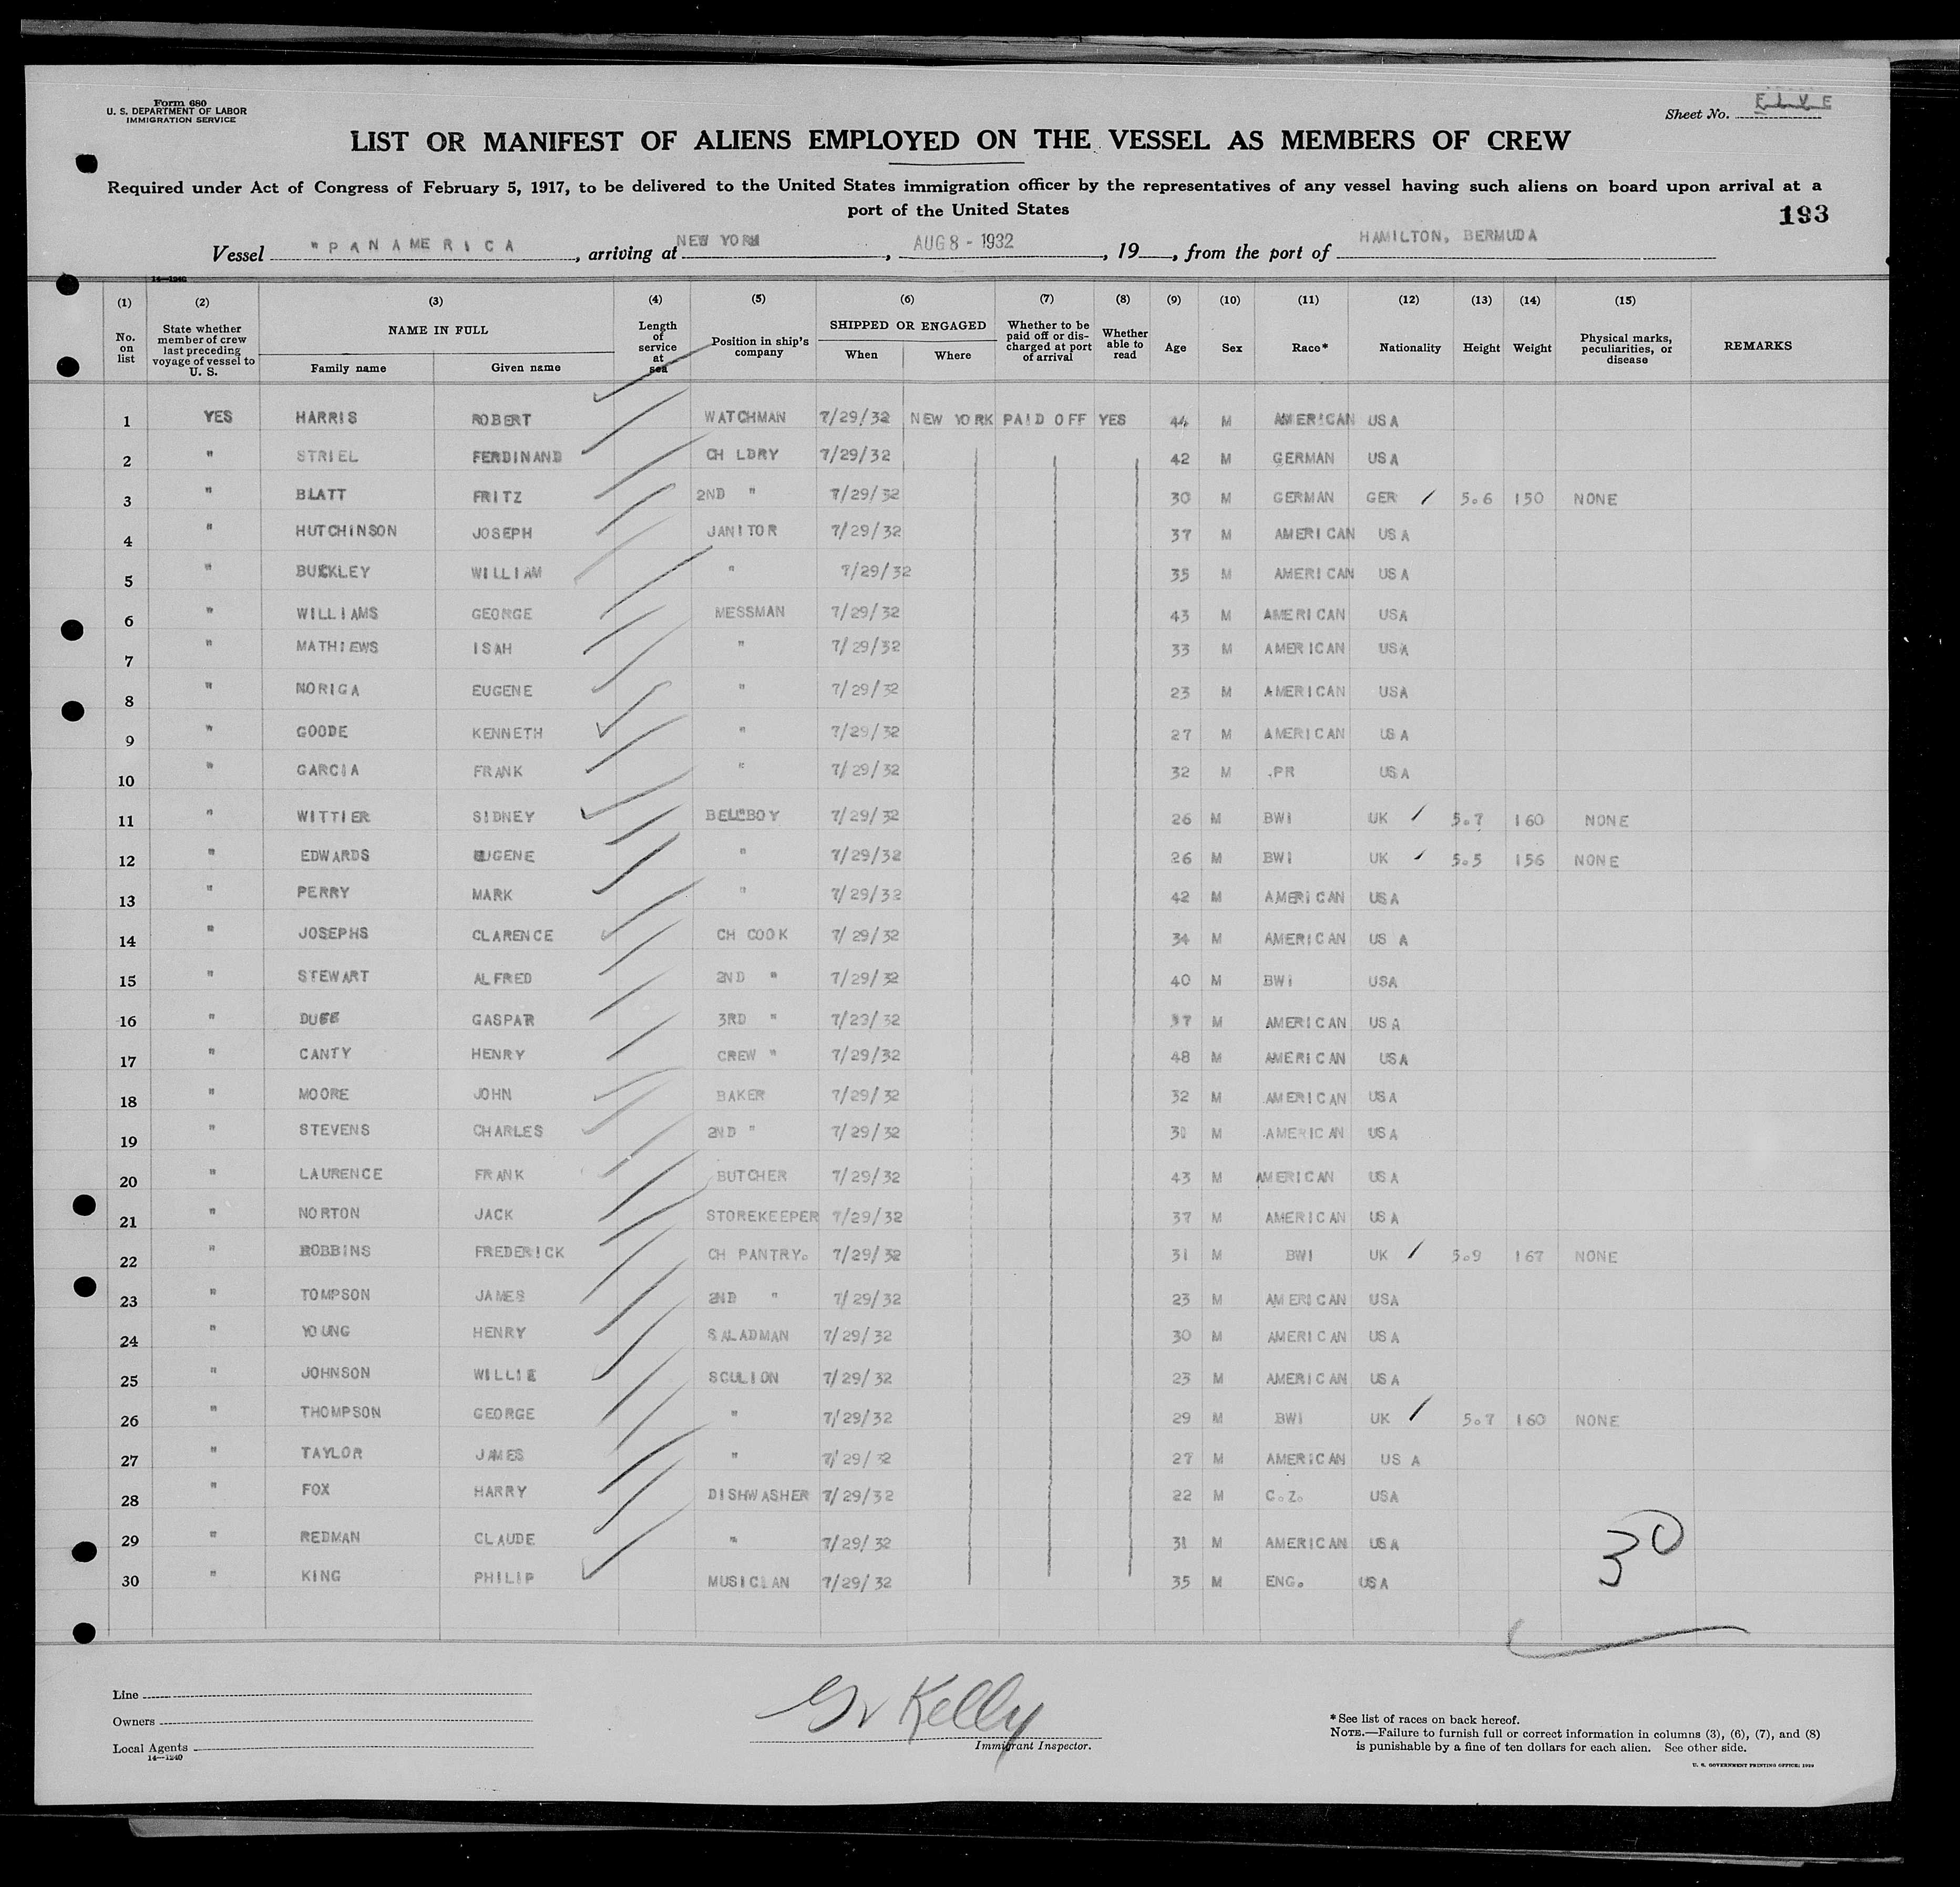 Form 680
U. S. DEPARTMENT OF LABOR
IMMIGRATION SERVICE
Sheet No. FIVE
LIST OR MANIFEST OF ALIENS EMPLOYED ON THE VESSEL AS MEMBERS OF CREW
Required under Act of Congress of February 5, 1917, to be delivered to the United States immigration officer by the representatives of any vessel having such aliens on board upon arrival at a
port of the United States
193
Vessel "PANAMERICA, arriving at NEW YORK, AUG 8 - 1932, 19, from the port of HAMILTON, BERMUDA
14—1240
(1) (2) (3) (4) (5) (6) (7) (8) (9) (10) (11) (12) (13) (14) (15)
No. on list State whether member of crew last preceding voyage of vessel to U. S. NAME IN FULL Family name Given name Length of service at sea Position in ship's company SHIPPED OR ENGAGED When Where Whether to be paid off or discharged at port of arrival Whether able to read Age Sex Race* Nationality Height Weight Physical marks, peculiarities, or disease REMARKS
1 YES HARRIS ROBERT WATCHMAN 7/29/32 NEW YORK PAID OFF YES 44 M AMERICAN USA
2 " STRIEL FERDINAND CH LDRY 7/29/32 42 M GERMAN USA
3 " BLATT FRITZ 2ND " 7/29/32 30 M GERMAN GER 5.6 150 NONE
4 " HUTCHINSON JOSEPH JANITOR 7/29/32 37 M AMERICAN USA
5 " BUCKLEY WILLIAM " 7/29/32 35 M AMERICAN USA
6 " WILLIAMS GEORGE MESSMAN 7/29/32 43 M AMERICAN USA
7 " MATHIEWS ISAH " 7/29/32 33 M AMERICAN USA
8 " NORIGA EUGENE " 7/29/32 23 M AMERICAN USA
9 " GOODE KENNETH " 7/29/32 27 M AMERICAN USA
10 " GARCIA FRANK " 7/29/32 32 M .PR USA
11 " WITTIER SIDNEY BELLBOY 7/29/32 26 M BWI UK 5.7 160 NONE
12 " EDWARDS EUGENE " 7/29/32 26 M BWI UK 5.5 156 NONE
13 " PERRY MARK " 7/29/32 42 M AMERICAN USA
14 " JOSEPHS CLARENCE CH COOK 7/29/32 34 M AMERICAN USA
15 " STEWART ALFRED 2ND " 7/29/32 40 M BWI USA
16 " GASPAR 3RD " 7/29/32 37 M AMERICAN USA
17 " CANTY HENRY CREW " 7/29/32 48 M AMERICAN USA
18 " MOORE JOHN BAKER 7/29/32 32 M AMERICAN USA
19 " STEVENS CHARLES 2ND " 7/29/32 M AMERICAN USA
20 " LAURENCE FRANK BUTCHER 7/29/32 43 M AMERICAN USA
21 " NORTON JACK STOREKEEPER 7/29/32 37 M AMERICAN USA
22 " ROBBINS FREDERICK CH PANTRY. 7/29/32 31 M BWI UK 5.9 167 NONE
23 " TOMPSON JAMES 2ND " 7/29/32 23 M AMERICAN USA
24 " YOUNG HENRY SALADMAN 7/29/32 30 M AMERICAN USA
25 " JOHNSON WILLIE SCULION 7/29/32 23 M AMERICAN USA
26 " THOMPSON GEORGE " 7/29/32 29 M BWI UK 5.7 160 NONE
27 " TAYLOR JAMES " 7/29/32 27 M AMERICAN USA
28 " FOX HARRY DISHWASHER 7/29/32 22 M C.Z. USA
29 " REDMAN CLAUDE " 7/29/32 31 M AMERICAN USA
30 " KING PHILIP MUSICIAN 7/29/32 35 M ENG. USA
30
Line
Owners
Local Agents
14—1240
Kelly
Immigrant Inspector.
*See list of races on back hereof.
NOTE.—Failure to furnish full or correct information in columns (3), (6), (7), and (8)
is punishable by a fine of ten dollars for each alien. See other side.
U. S. GOVERNMENT PRINTING OFFICE: 1929